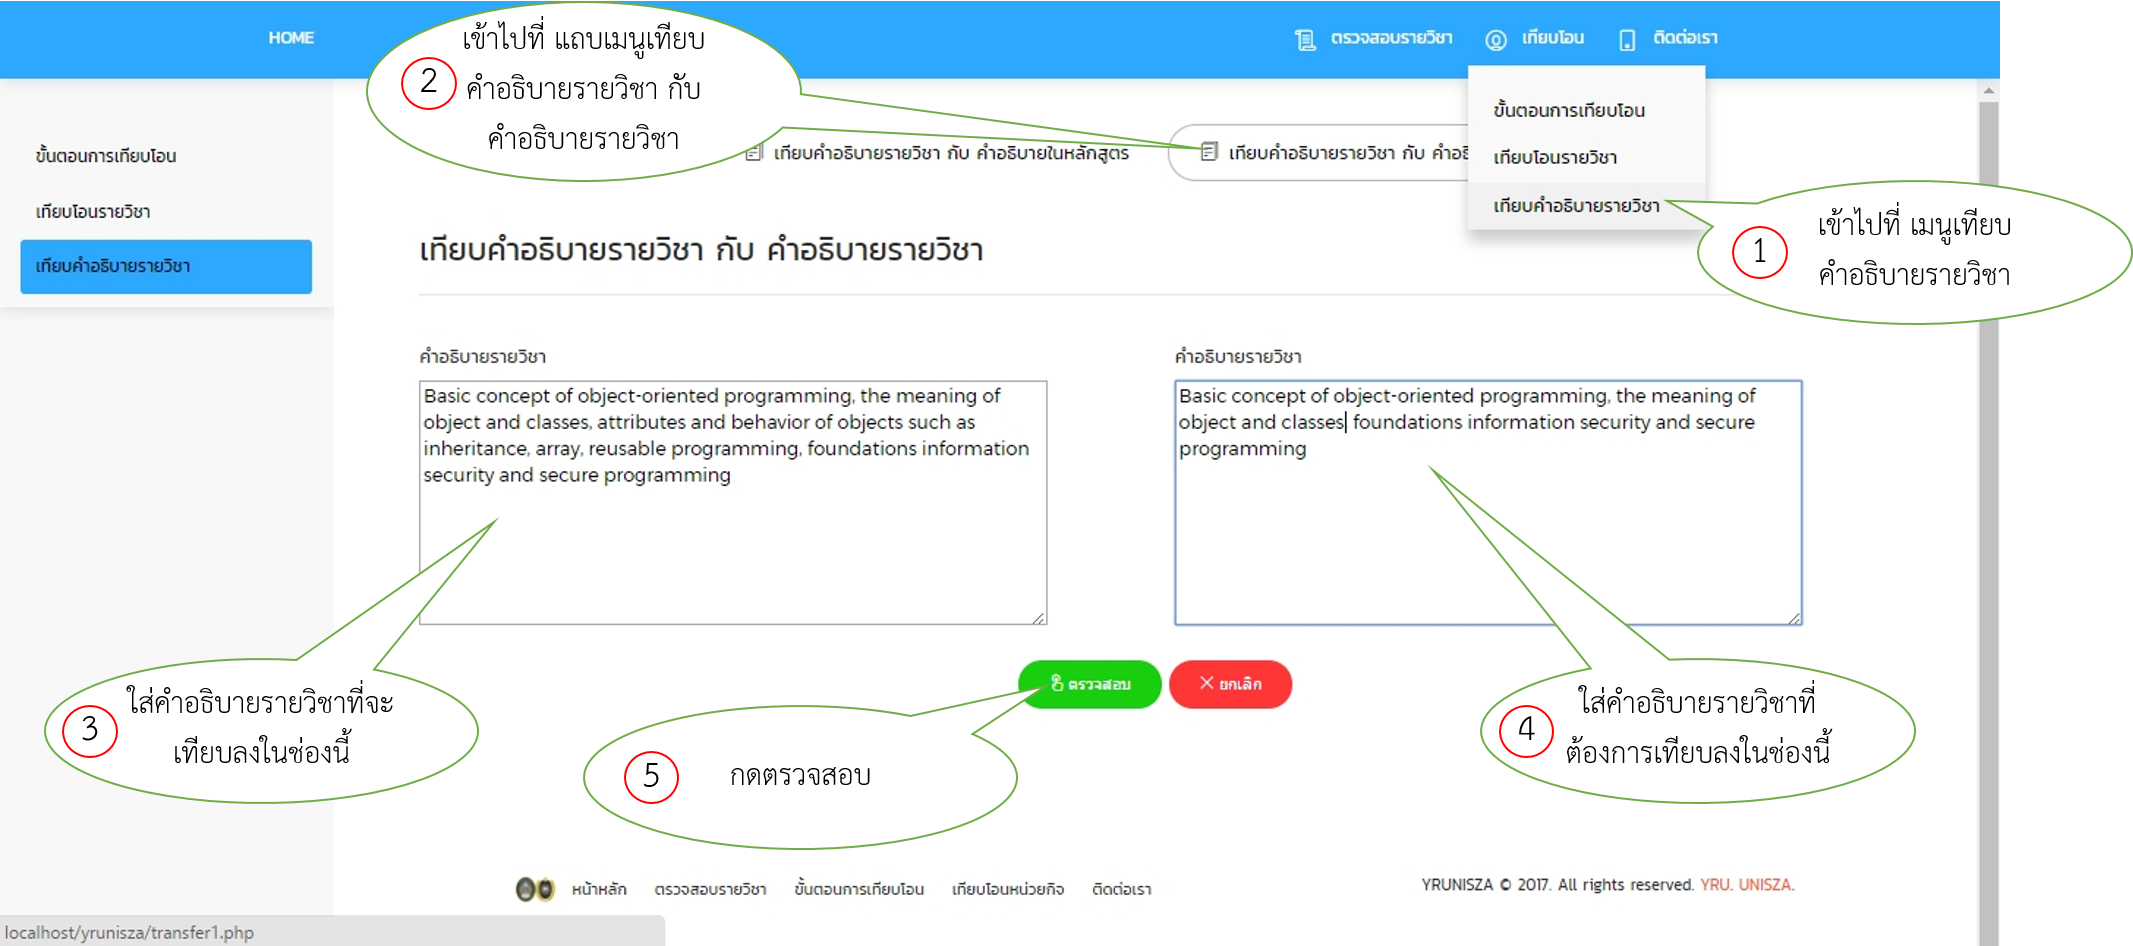 HOME
ตรวจสอบรายวิชา
เทียบโอน
ติดต่อเรา
ขั้นตอนการเทียบโอน
เทียบโอนรายวิชา
เทียบคำอธิบายรายวิชา
2
เข้าไปที่ แถบเมนูเทียบ
คำอธิบายรายวิชา กับ
คำอธิบายรายวิชา
ขั้นตอนการเทียบโอน
เทียบโอนรายวิชา
เทียบคำอธิบายรายวิชา
เทียบคำอธิบายรายวิชา กับ คำอธิบายในหลักสูตร
เทียบคำอธิบายรายวิชา กับ
1
เข้าไปที่ เมนูเทียบ
คำอธิบายรายวิชา
เทียบคำอธิบายรายวิชา กับ คำอธิบายรายวิชา
คำอธิบายรายวิชา
Basic concept of object-oriented programming, the meaning of
object and classes, attributes and behavior of objects such as
inheritance, array, reusable programming, foundations information
security and secure programming
คำอธิบายรายวิชา
Basic concept of object-oriented programming, the meaning of
object and classes foundations information security and secure
programming
3
ใส่คำอธิบายรายวิชาที่จะ
เทียบลงในช่องนี้
4
ใส่คำอธิบายรายวิชาที่
ต้องการเทียบลงในช่องนี้
ตรวจสอบ
ยกเลิก
5
กดตรวจสอบ
หน้าหลัก ตรวจสอบรายวิชา ขั้นตอนการเทียบโอน เทียบโอนหน่วยกิจ ติดต่อเรา
YRUNISZA © 2017. All rights reserved. YRU. UNISZA.
localhost/yrunisza/transfer1.php